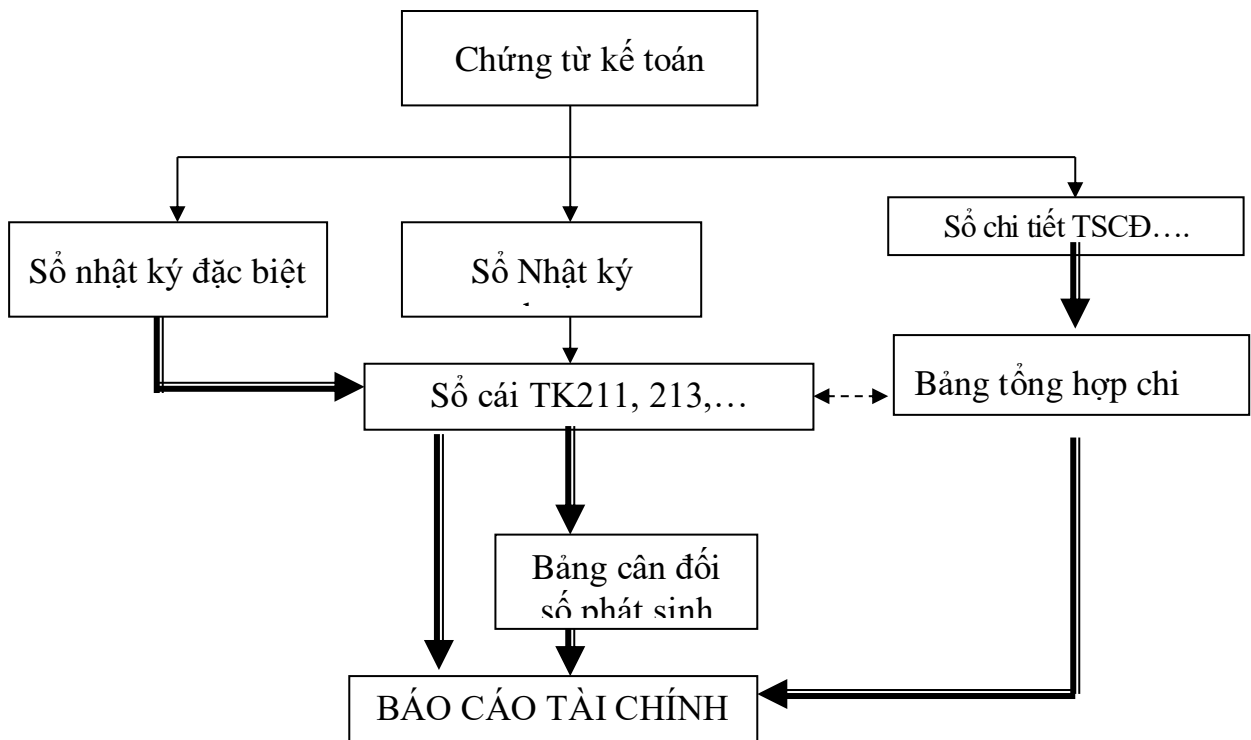 Chứng từ kế toán
Sổ nhật ký đặc biệt
Sổ Nhật ký
Sổ chi tiết TSCĐ….
Sổ cái TK211, 213,…
Bảng tổng hợp chi
Bảng cân đối
số phát sinh
BÁO CÁO TÀI CHÍNH